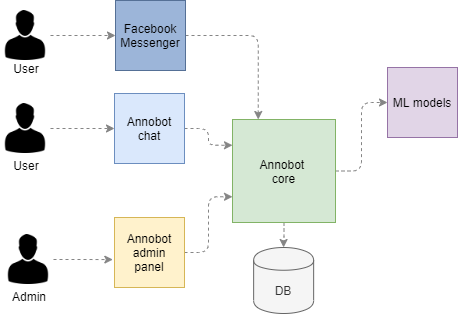 Facebook
Messenger
User
Annobot
chat
User
Annobot
core
ML models
Annobot
admin
panel
Admin
DB